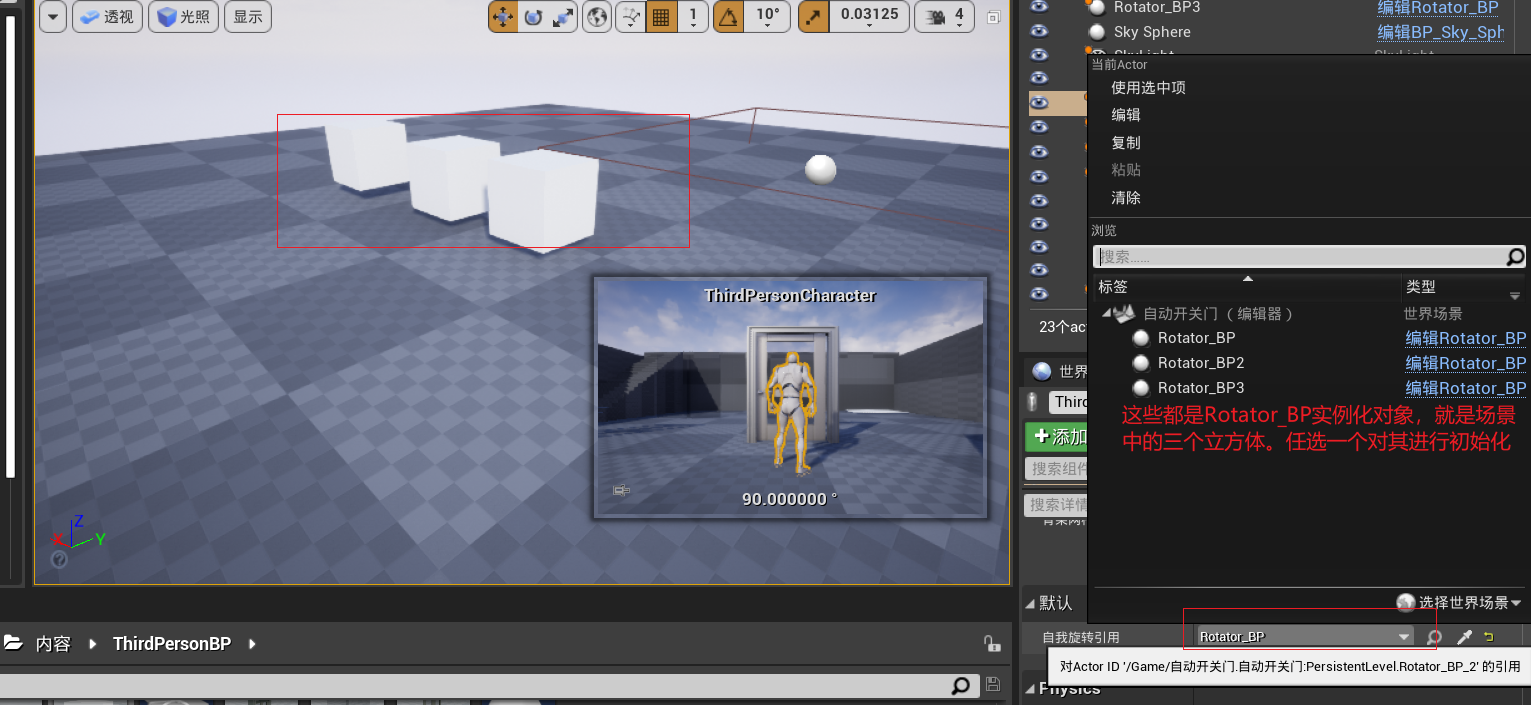 透视
光照
显示
1
10°
0.03125
4
Rotator_BP3
编辑Rotator_BP
Sky Sphere
编辑BP_Sky_Sph
SkyLight
SkyLight
当前Actor
使用选中项
编辑
复制
粘贴
清除
浏览
搜索......
标签
类型
自动开关门（编辑器）
世界场景
Rotator_BP
编辑Rotator_BP
Rotator_BP2
编辑Rotator_BP
Rotator_BP3
编辑Rotator_BP
这些都是Rotator_BP实例化对象，就是场景
中的三个立方体。任选一个对其进行初始化
选择世界场景
ThirdPersonCharacter
90.000000 °
X
Y
Z
23个ac
世界
Third
添加
搜索组件
搜索详情
默认
自我旋转引用
Rotator_BP
对Actor ID '/Game/自动开关门.自动开关门:PersistentLevel.Rotator_BP_2' 的引用
Physics
内容
ThirdPersonBP